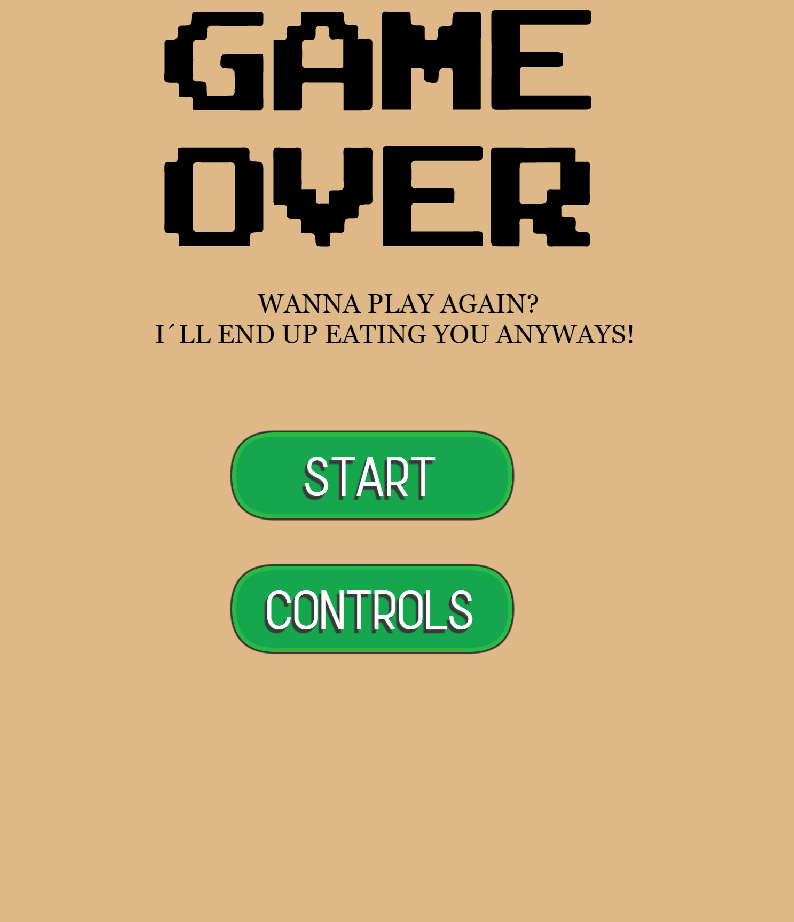 GAME
OVER
WANNA PLAY AGAIN?
I´LL END UP EATING YOU ANYWAYS!
START
CONTROLS